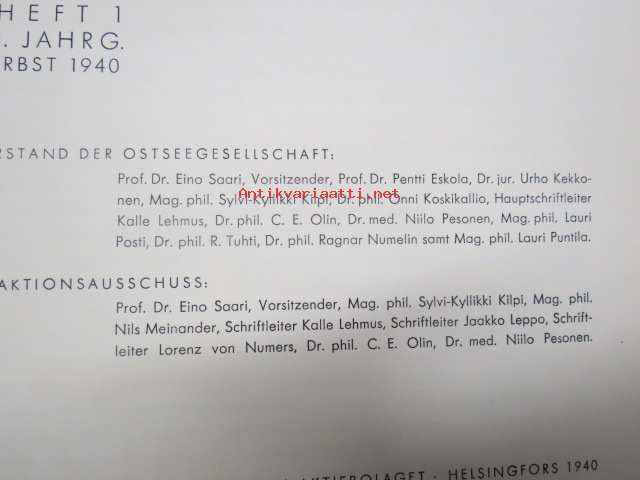 HEFT 1
. JAHRG.
RBST 1940
RSTAND DER OSTSEEGESELLSCHAFT:
Prof. Dr. Eino Saari, Vorsitzender, Prof. Dr. Pentti Eskola, Dr. jur. Urho Kekko-
nen, Mag. phil. Sylvi-Kyllikki Kilpi, Dr. phil. Onni Koskikallio, Hauptschriftleiter
Antikvariaatti.net
Kalle Lehmus, Dr. phil. C. E. Olin, Dr. med. Niilo Pesonen, Mag. phil. Lauri
Posti, Dr. phil. R. Tuhti, Dr. phil. Ragnar Numelin samt Mag. phil. Lauri Puntila.
AKTIONSAUSSCHUSS:
Prof. Dr. Eino Saari, Vorsitzender, Mag. phil. Sylvi-Kyllikki Kilpi, Mag. phil.
Nils Meinander, Schriftleiter Kalle Lehmus, Schriftleiter Jaakko Leppo, Schrift-
leiter Lorenz von Numers, Dr. phil. C. E. Olin, Dr. med. Niilo Pesonen.
AKTIEBOLAGET · HELSINGFORS 1940